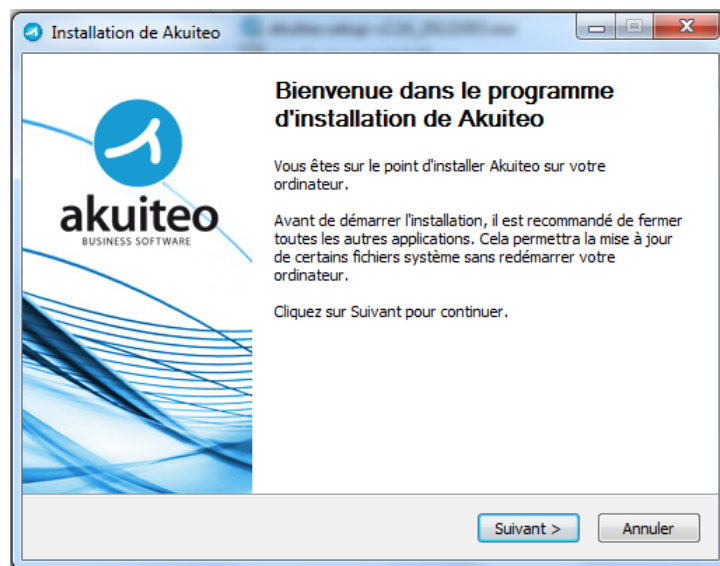 Installation de Akuiteo
Bienvenue dans le programme
d'installation de Akuiteo
Vous êtes sur le point d'installer Akuiteo sur votre
ordinateur.
Avant de démarrer l'installation, il est recommandé de fermer
toutes les autres applications. Cela permettra la mise à jour
de certains fichiers système sans redémarrer votre
ordinateur.
Cliquez sur Suivant pour continuer.
akuiteo
BUSINESS SOFTWARE
Suivant >
Annuler